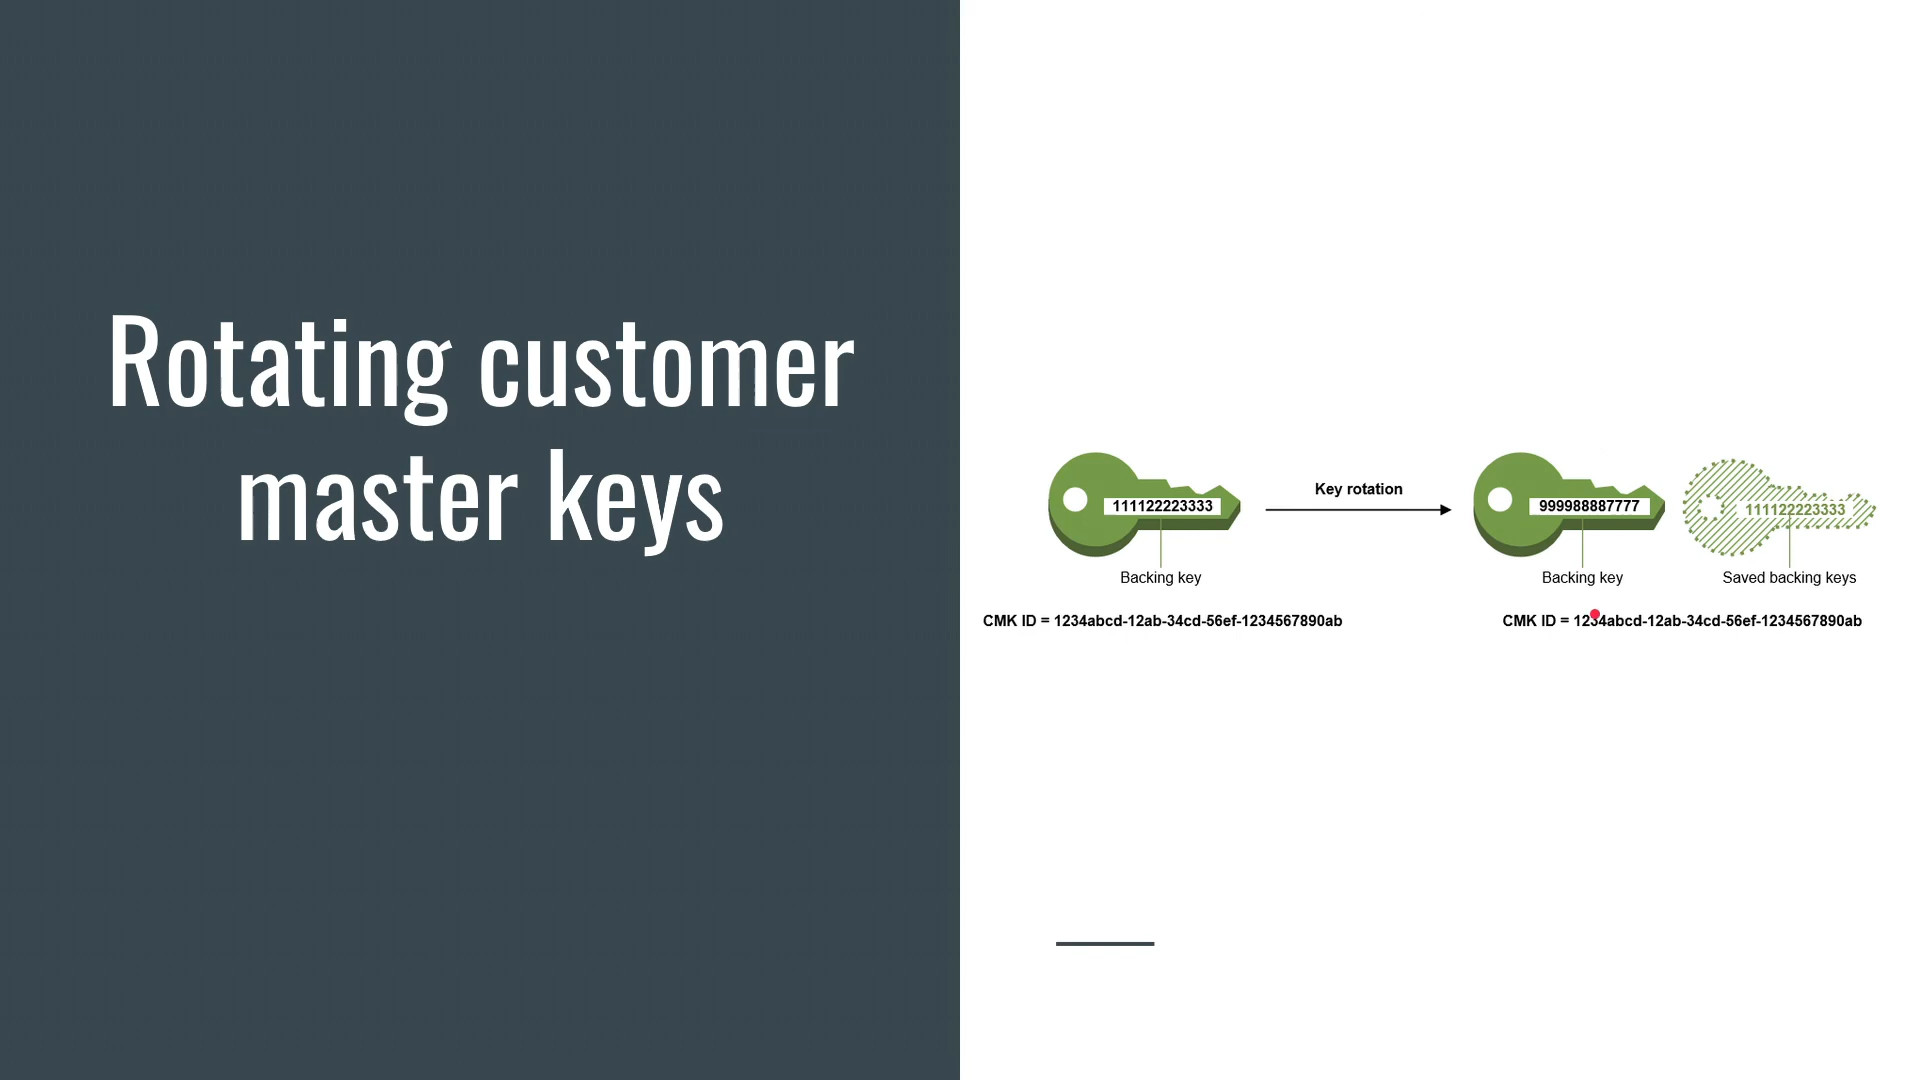 Rotating customer
master keys
111122223333
Key rotation
999988887777
111122223333
Backing key
Backing key
Saved backing keys
CMK ID = 1234abcd-12ab-34cd-56ef-1234567890ab
CMK ID = 1234abcd-12ab-34cd-56ef-1234567890ab